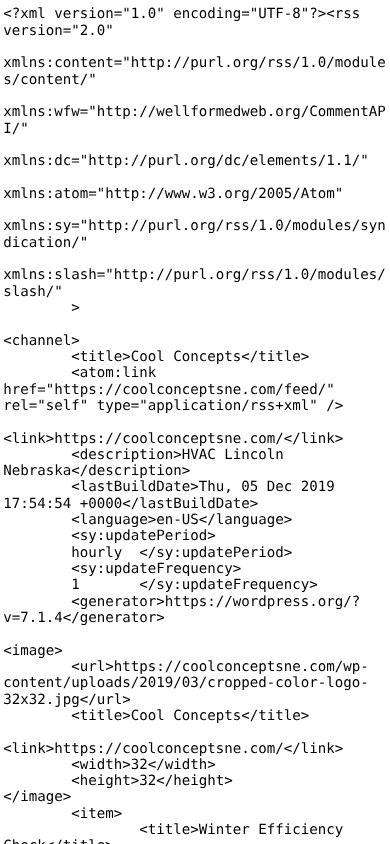 <?xml version="1.0" encoding="UTF-8"?><rss
version="2.0"
xmlns:content="http://purl.org/rss/1.0/module
s/content/"
xmlns:wfw="http://wellformedweb.org/CommentAP
I/"
xmlns:dc="http://purl.org/dc/elements/1.1/"
xmlns:atom="http://www.w3.org/2005/Atom"
xmlns:sy="http://purl.org/rss/1.0/modules/syn
dication/"
xmlns:slash="http://purl.org/rss/1.0/modules/
slash/"
>
<channel>
<title>Cool Concepts</title>
<atom:link
href="https://coolconceptsne.com/feed/"
rel="self" type="application/rss+xml" />
<link>https://coolconceptsne.com/</link>
<description>HVAC Lincoln
Nebraska</description>
<lastBuildDate>Thu, 05 Dec 2019
17:54:54 +0000</lastBuildDate>
<language>en-US</language>
<sy:updatePeriod>
hourly  </sy:updatePeriod>
<sy:updateFrequency>
1       </sy:updateFrequency>
<generator>https://wordpress.org/?
v=7.1.4</generator>
<image>
<url>https://coolconceptsne.com/wp-
content/uploads/2019/03/cropped-color-logo-
32x32.jpg</url>
<title>Cool Concepts</title>
<link>https://coolconceptsne.com/</link>
<width>32</width>
<height>32</height>
</image>
<item>
<title>Winter Efficiency
Check</title>